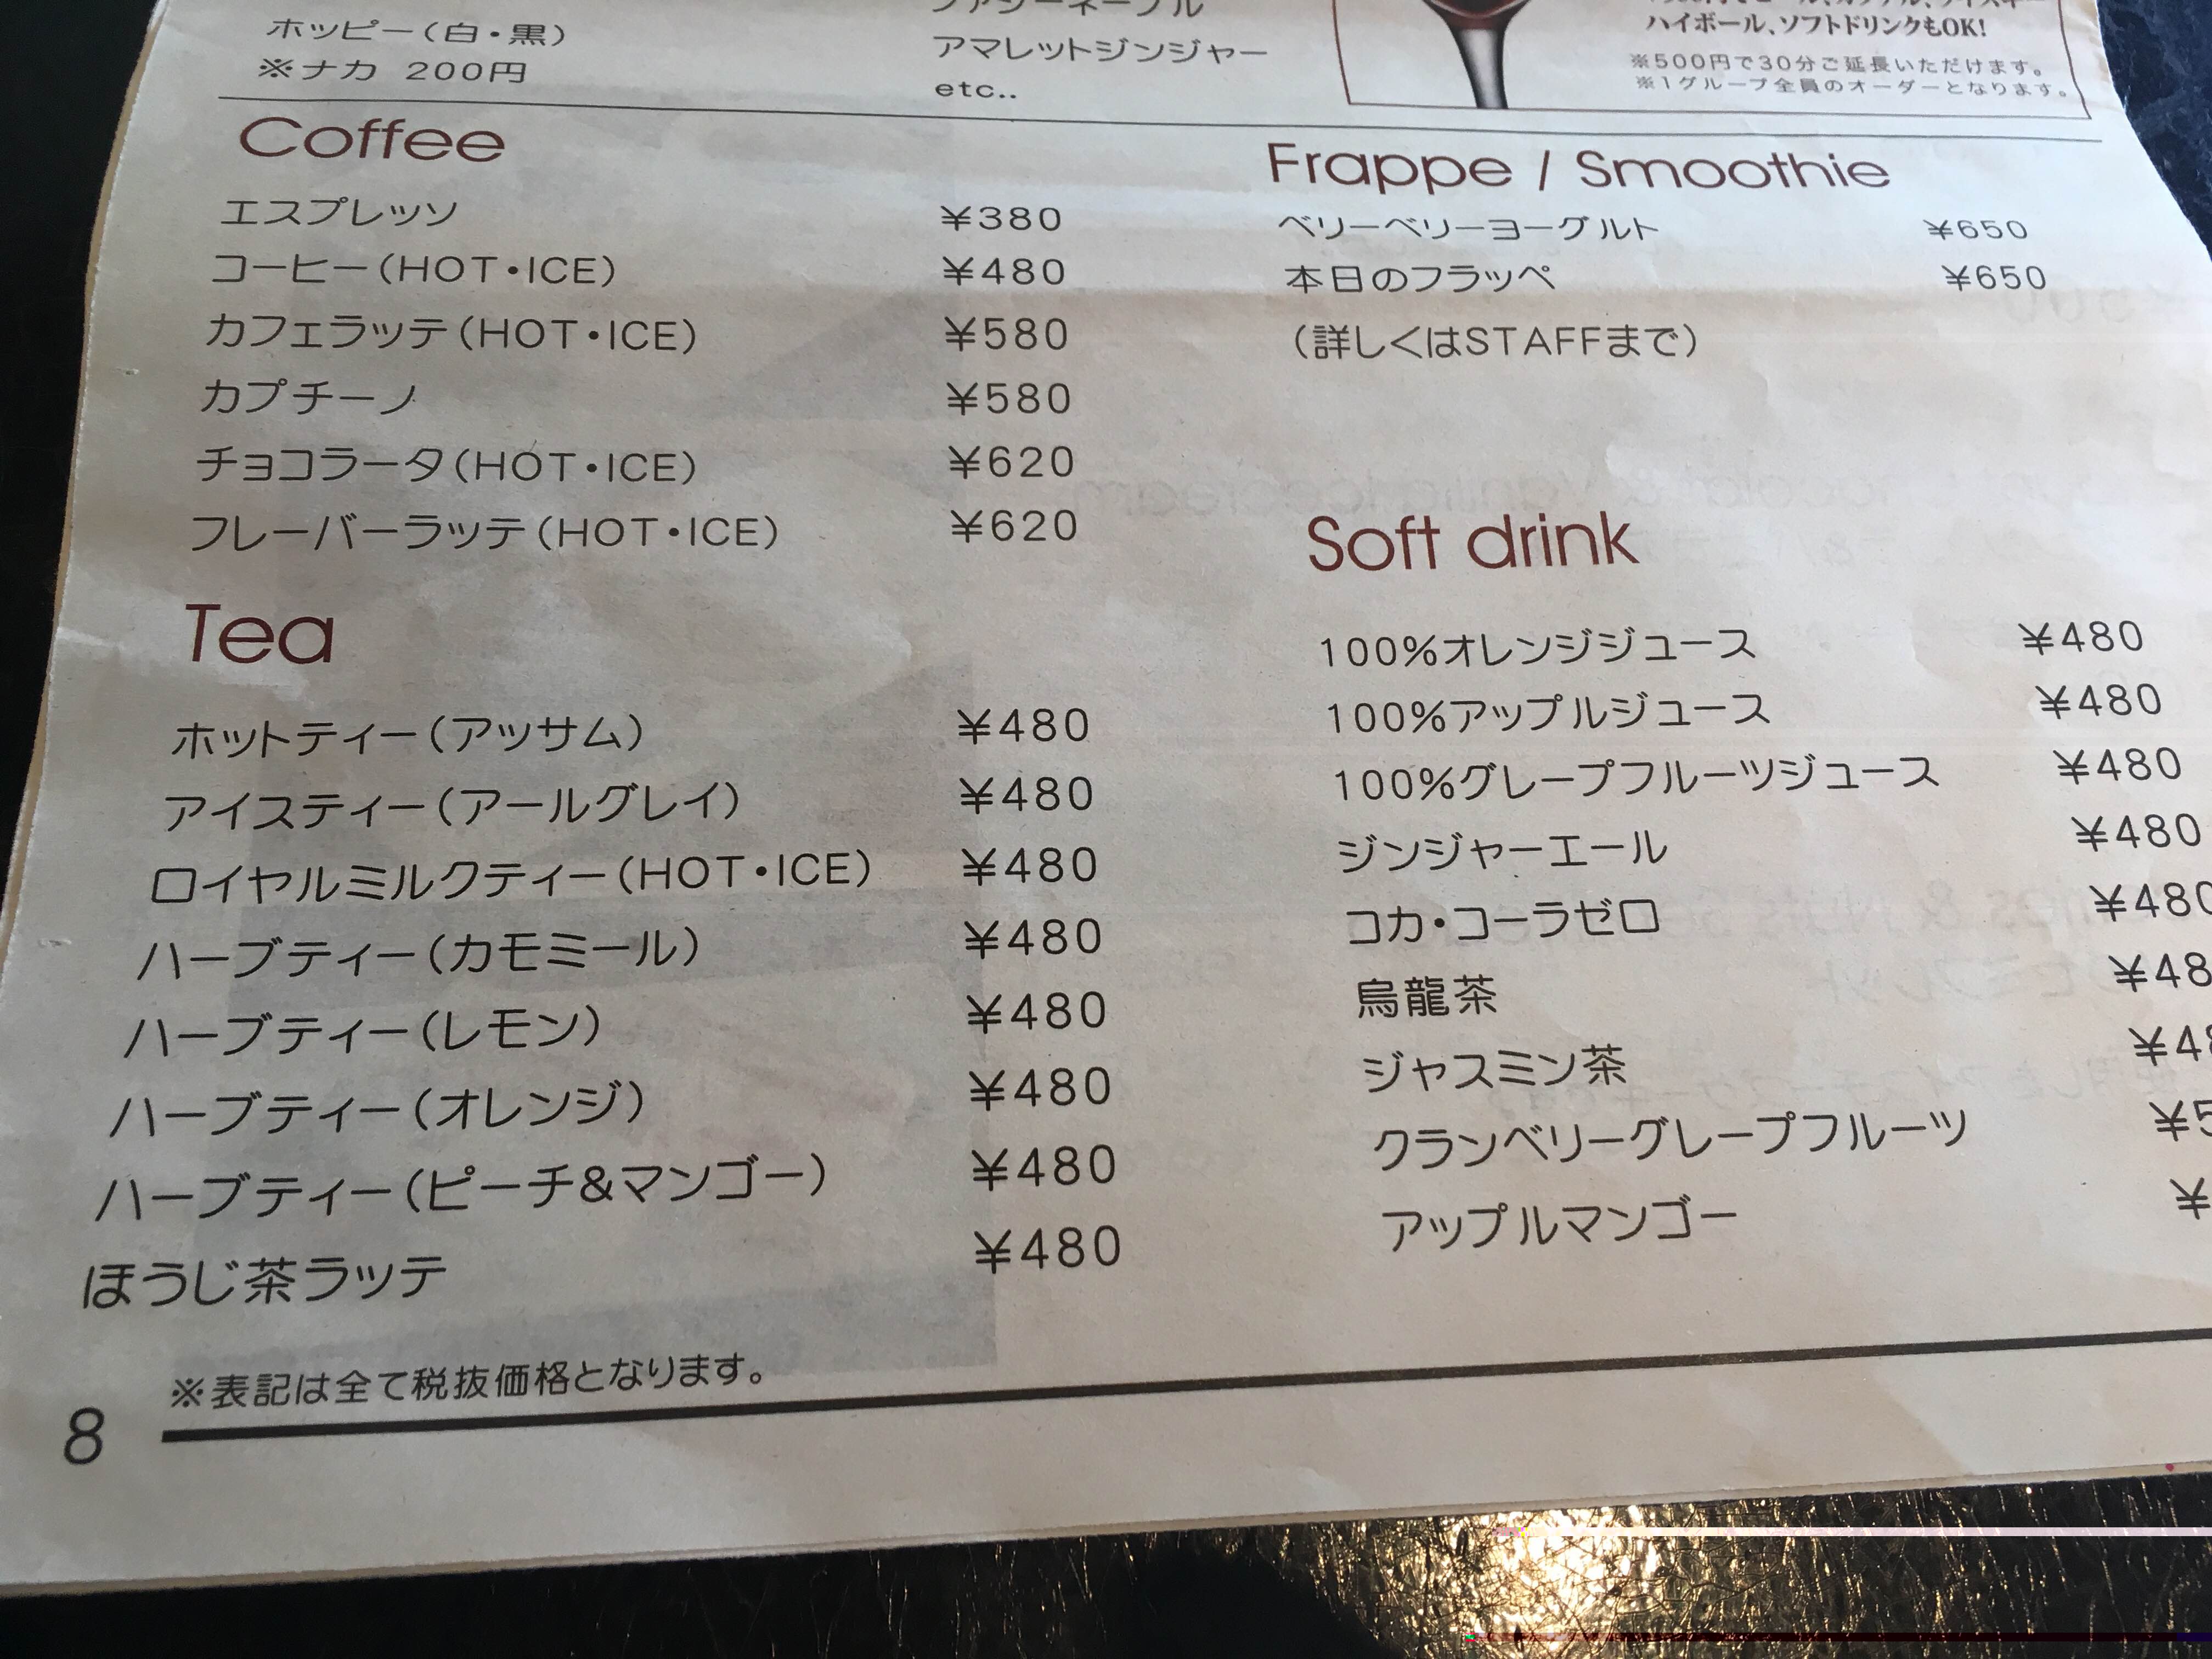 ホッピー(白・黒)
※ナカ 200円
アマレットジンジャー
etc..
ハイボール、ソフトドリンクもOK!
※500円で30分ご延長いただけます。
※1グループ全員のオーダーとなります。
Coffee
エスプレッソ ¥380
コーヒー(HOT・ICE) ¥480
カフェラッテ(HOT・ICE) ¥580
カプチーノ ¥580
チョコラータ(HOT・ICE) ¥620
フレーバーラッテ(HOT・ICE) ¥620
Tea
ホットティー(アッサム) ¥480
アイスティー(アールグレイ) ¥480
ロイヤルミルクティー(HOT・ICE) ¥480
ハーブティー(カモミール) ¥480
ハーブティー(レモン) ¥480
ハーブティー(オレンジ) ¥480
ハーブティー(ピーチ&マンゴー) ¥480
ほうじ茶ラッテ ¥480
Frappe / Smoothie
ベリーベリーヨーグルト ¥650
本日のフラッペ ¥650
(詳しくはSTAFFまで)
Soft drink
100%オレンジジュース ¥480
100%アップルジュース ¥480
100%グレープフルーツジュース ¥480
ジンジャーエール ¥480
コカ・コーラゼロ ¥480
烏龍茶 ¥48
ジャスミン茶 ¥48
クランベリーグレープフルーツ ¥5
アップルマンゴー ¥
※表記は全て税抜価格となります。
8